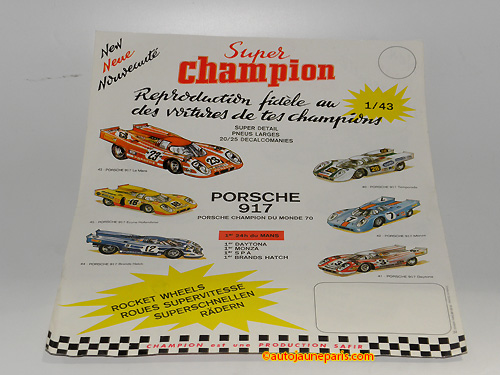 New
Neue
Nouveauté
Super
Champion
Reproduction fidèle au 1/43
des voitures de tes champions
SUPER DETAIL
PNEUS LARGES
20/25 DECALCOMANIES
PORSCHE
917
PORSCHE CHAMPION DU MONDE 70
1er 24h du MANS
1er DAYTONA
1er MONZA
1er SPA
1er BRANDS HATCH
ROCKET WHEELS
ROUES SUPERVITESSE
SUPERSCHNELLEN
RÄDERN
CHAMPION est une PRODUCTION SAFIR
©autojauneparis.com